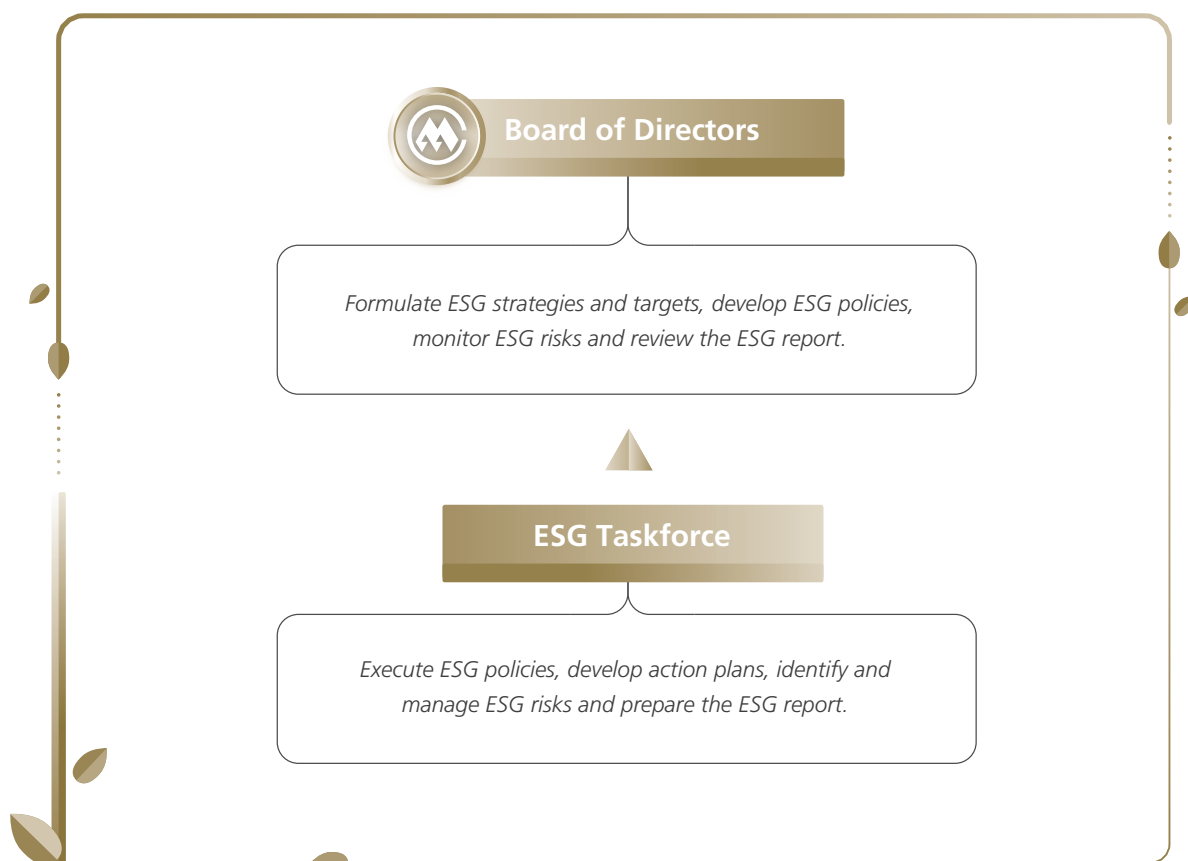 Board of Directors
Formulate ESG strategies and targets, develop ESG policies,
monitor ESG risks and review the ESG report.
ESG Taskforce
Execute ESG policies, develop action plans, identify and
manage ESG risks and prepare the ESG report.